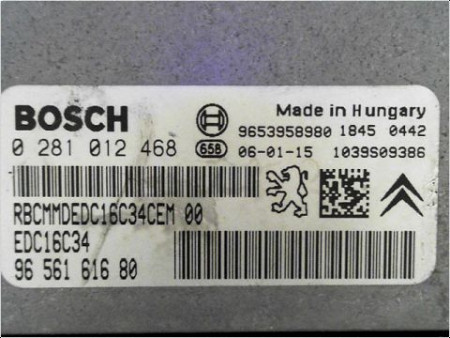 BOSCH
Made in Hungary
9653958980 1845 0442
0 281 012 468
658 06-01-15 1039S09386
RBCMMDEDC16C34CEM 00
EDC16C34
96 561 616 80